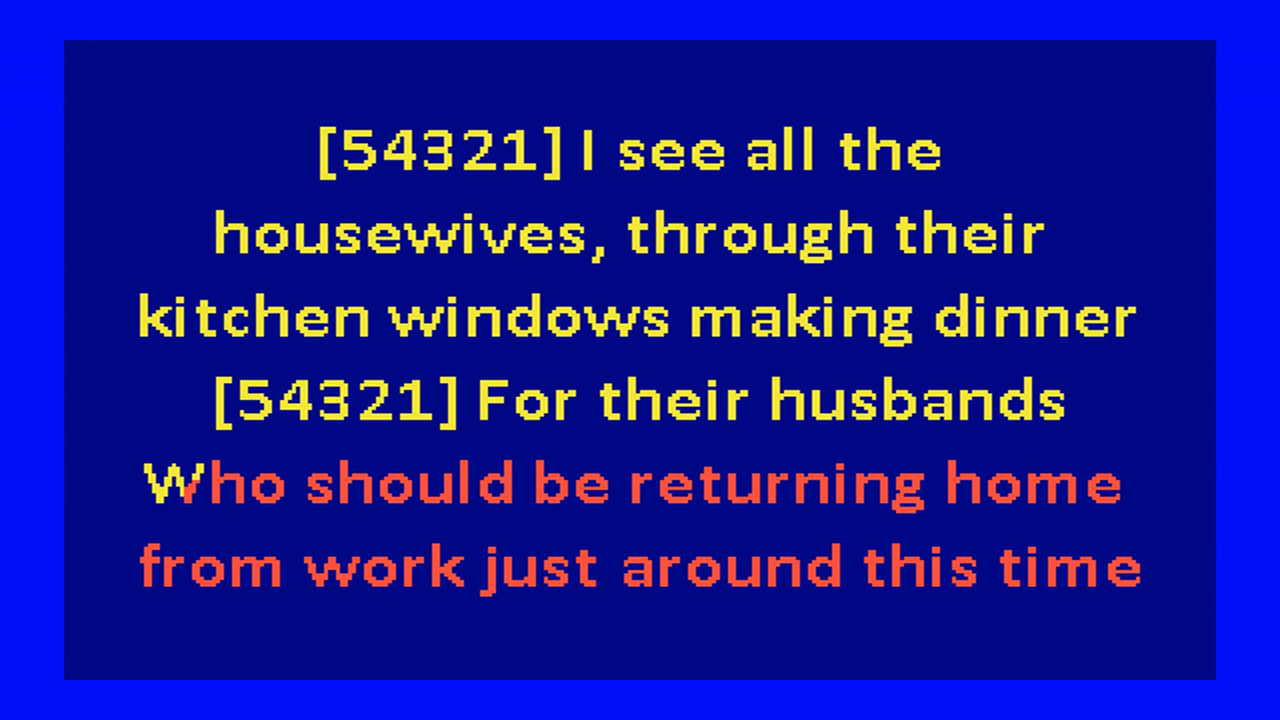 [54321] I see all the
housewives, through their
kitchen windows making dinner
[54321] For their husbands
Who should be returning home
from work just around this time